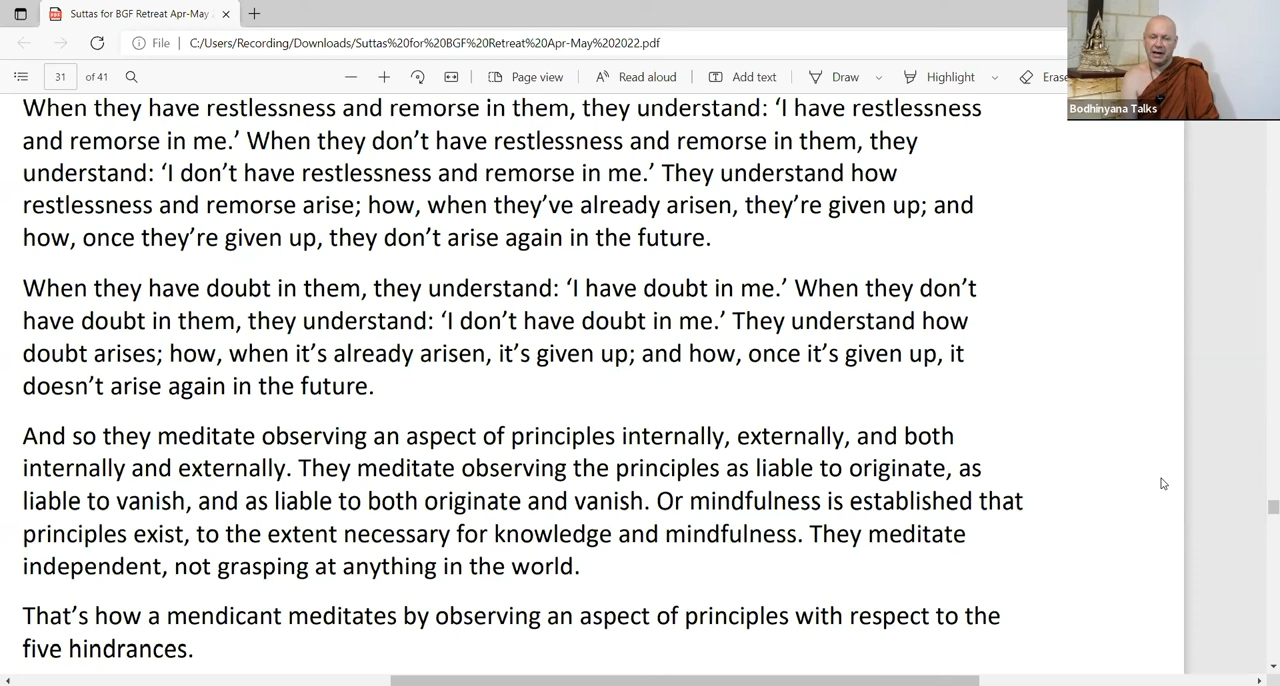 Suttas for BGF Retreat Apr-May
File
C:/Users/Recording/Downloads/Suttas%20for%20BGF%20Retreat%20Apr-May%202022.pdf
31 of 41
Page view
Read aloud
Add text
Draw
Highlight
Erase
Bodhinyana Talks
When they have restlessness and remorse in them, they understand: ‘I have restlessness
and remorse in me.’ When they don’t have restlessness and remorse in them, they
understand: ‘I don’t have restlessness and remorse in me.’ They understand how
restlessness and remorse arise; how, when they’ve already arisen, they’re given up; and
how, once they’re given up, they don’t arise again in the future.
When they have doubt in them, they understand: ‘I have doubt in me.’ When they don’t
have doubt in them, they understand: ‘I don’t have doubt in me.’ They understand how
doubt arises; how, when it’s already arisen, it’s given up; and how, once it’s given up, it
doesn’t arise again in the future.
And so they meditate observing an aspect of principles internally, externally, and both
internally and externally. They meditate observing the principles as liable to originate, as
liable to vanish, and as liable to both originate and vanish. Or mindfulness is established that
principles exist, to the extent necessary for knowledge and mindfulness. They meditate
independent, not grasping at anything in the world.
That’s how a mendicant meditates by observing an aspect of principles with respect to the
five hindrances.